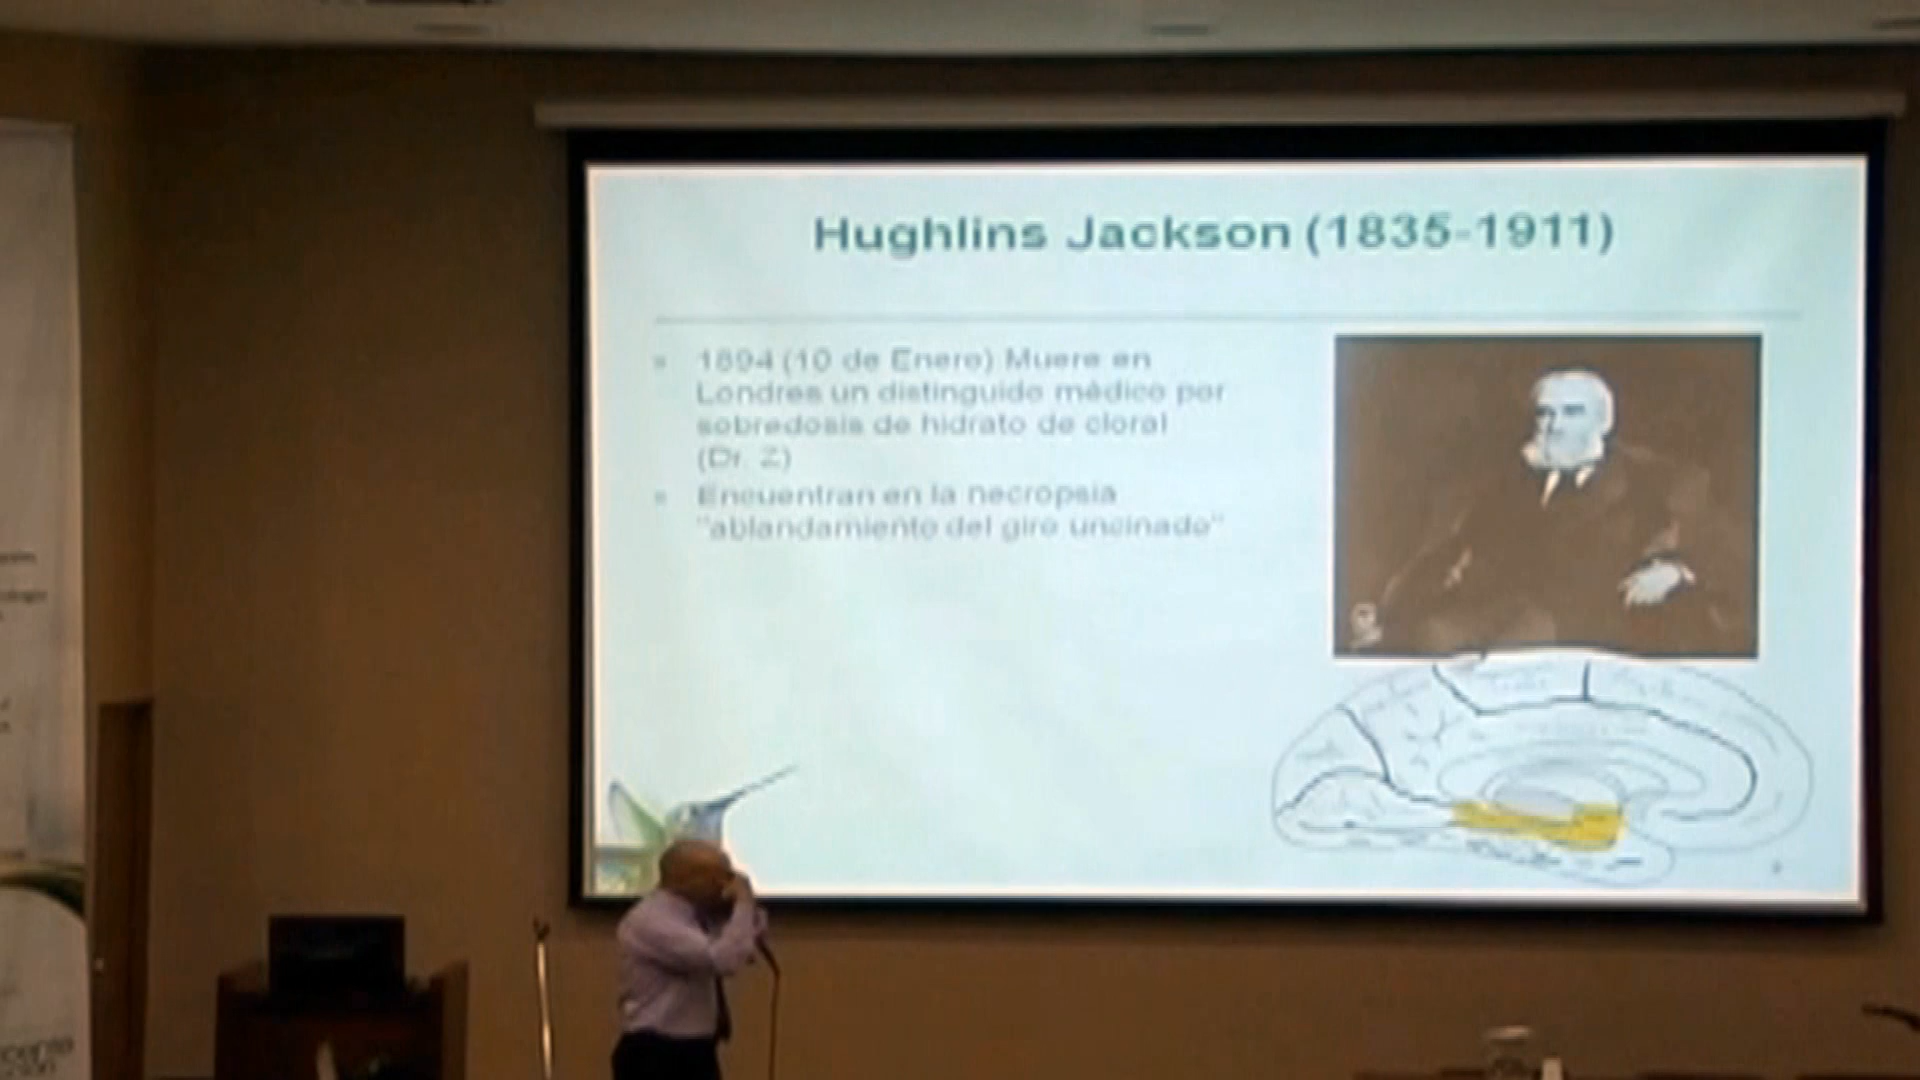 Hughlins Jackson (1835-1911)
1894 (10 de Enero) Muere en
Londres un distinguido médico por
sobredosis de hidrato de cloral
(Dr. Z)
Encuentran en la necropsia
"ablandamiento del giro uncinado"